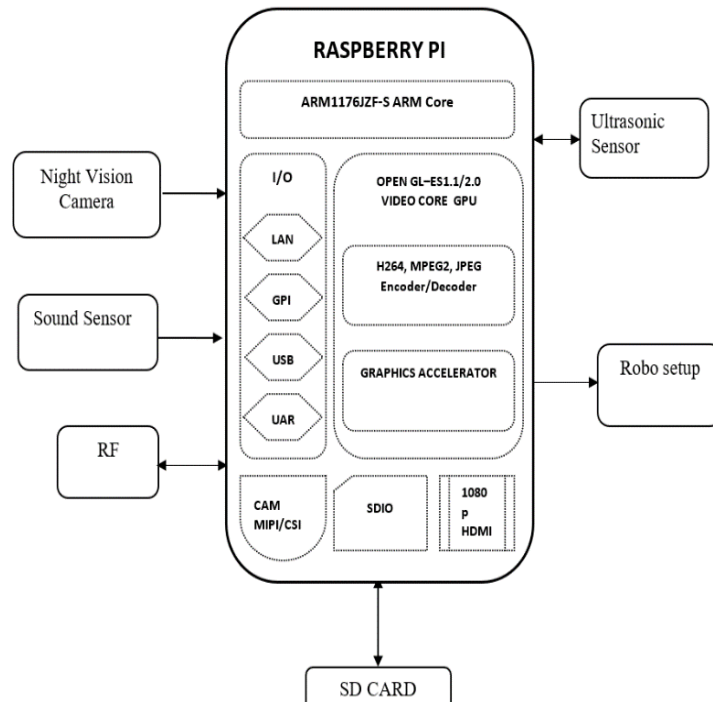 RASPBERRY PI
ARM1176JZF-S ARM Core
Night Vision
Camera
Sound Sensor
RF
I/O
LAN
GPI
USB
UAR
OPEN GL–ES1.1/2.0
VIDEO CORE GPU
H264, MPEG2, JPEG
Encoder/Decoder
GRAPHICS ACCELERATOR
CAM
MIPI/CSI
SDIO
1080
P
HDMI
Ultrasonic
Sensor
Robo setup
SD CARD